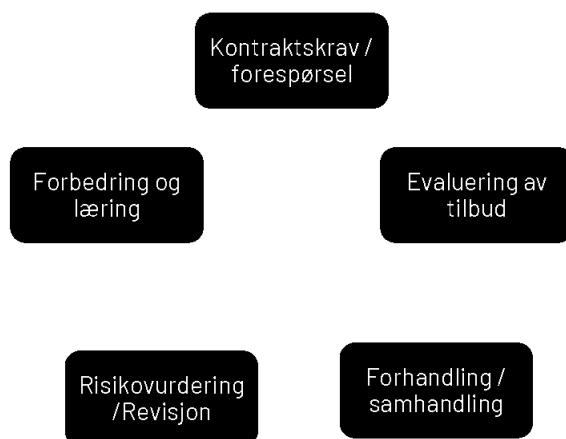 Kontraktskrav /
forespørsel
Forbedring og
læring
Evaluering av
tilbud
Risikovurdering
/Revisjon
Forhandling /
samhandling